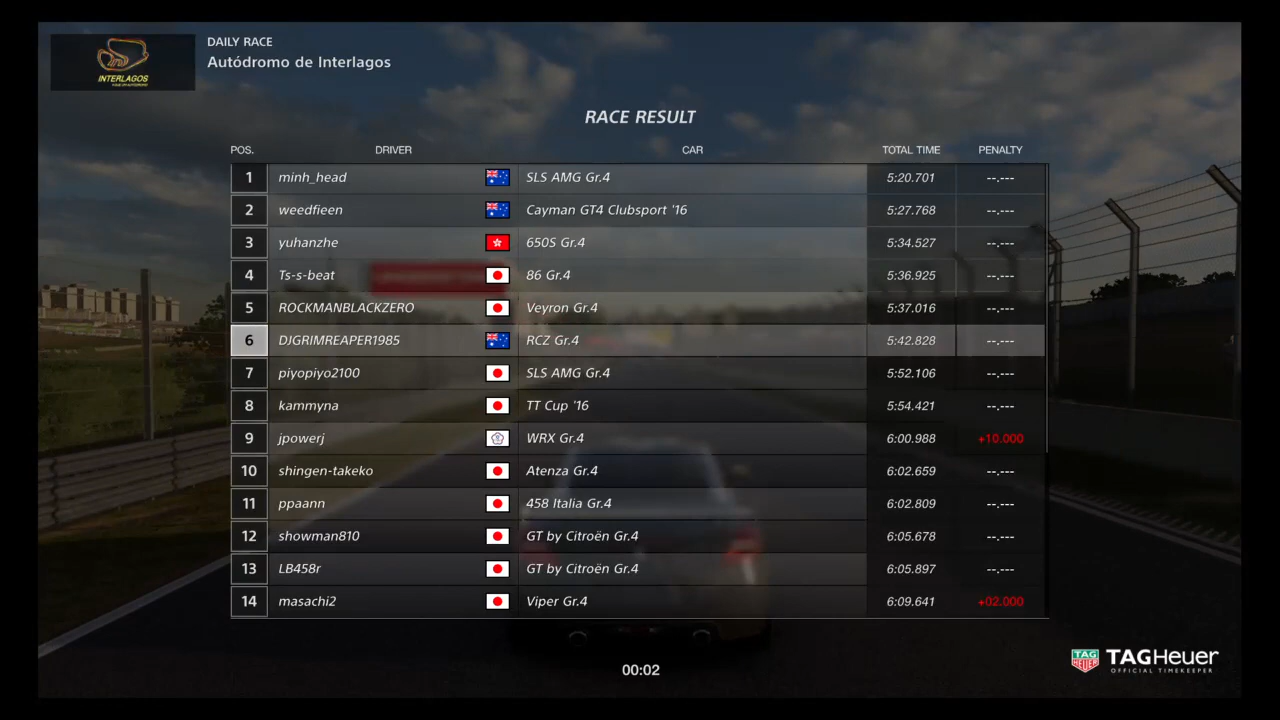 INTERLAGOS
DAILY RACE
Autódromo de Interlagos
RACE RESULT
POS. DRIVER CAR TOTAL TIME PENALTY
1 minh_head SLS AMG Gr.4 5:20.701 --.---
2 weedfieen Cayman GT4 Clubsport '16 5:27.768 --.---
3 yuhanzhe 650S Gr.4 5:34.527 --.---
4 Ts-s-beat 86 Gr.4 5:36.925 --.---
5 ROCKMANBLACKZERO Veyron Gr.4 5:37.016 --.---
6 DJGRIMREAPER1985 RCZ Gr.4 5:42.828 --.---
7 piyopiyo2100 SLS AMG Gr.4 5:52.106 --.---
8 kammyna TT Cup '16 5:54.421 --.---
9 jpowerj WRX Gr.4 6:00.988 +10.000
10 shingen-takeko Atenza Gr.4 6:02.659 --.---
11 ppaann 458 Italia Gr.4 6:02.809 --.---
12 showman810 GT by Citroën Gr.4 6:05.678 --.---
13 LB458r GT by Citroën Gr.4 6:05.897 --.---
14 masachi2 Viper Gr.4 6:09.641 +02.000
00:02
TAG HEUER TAGHeuer
OFFICIAL TIMEKEEPER